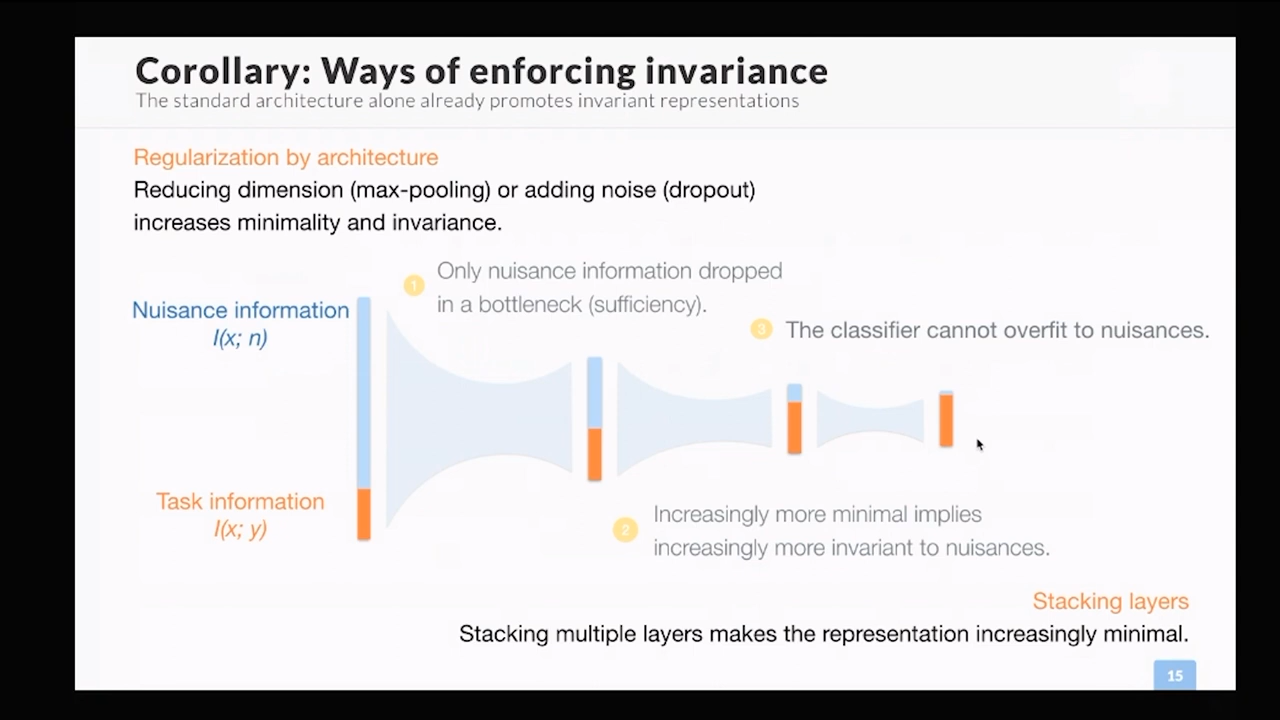 Corollary: Ways of enforcing invariance
The standard architecture alone already promotes invariant representations
Regularization by architecture
Reducing dimension (max-pooling) or adding noise (dropout)
increases minimality and invariance.
1
Only nuisance information dropped
in a bottleneck (sufficiency).
Nuisance information
I(x; n)
3
The classifier cannot overfit to nuisances.
Task information
I(x; y)
2
Increasingly more minimal implies
increasingly more invariant to nuisances.
Stacking layers
Stacking multiple layers makes the representation increasingly minimal.
15